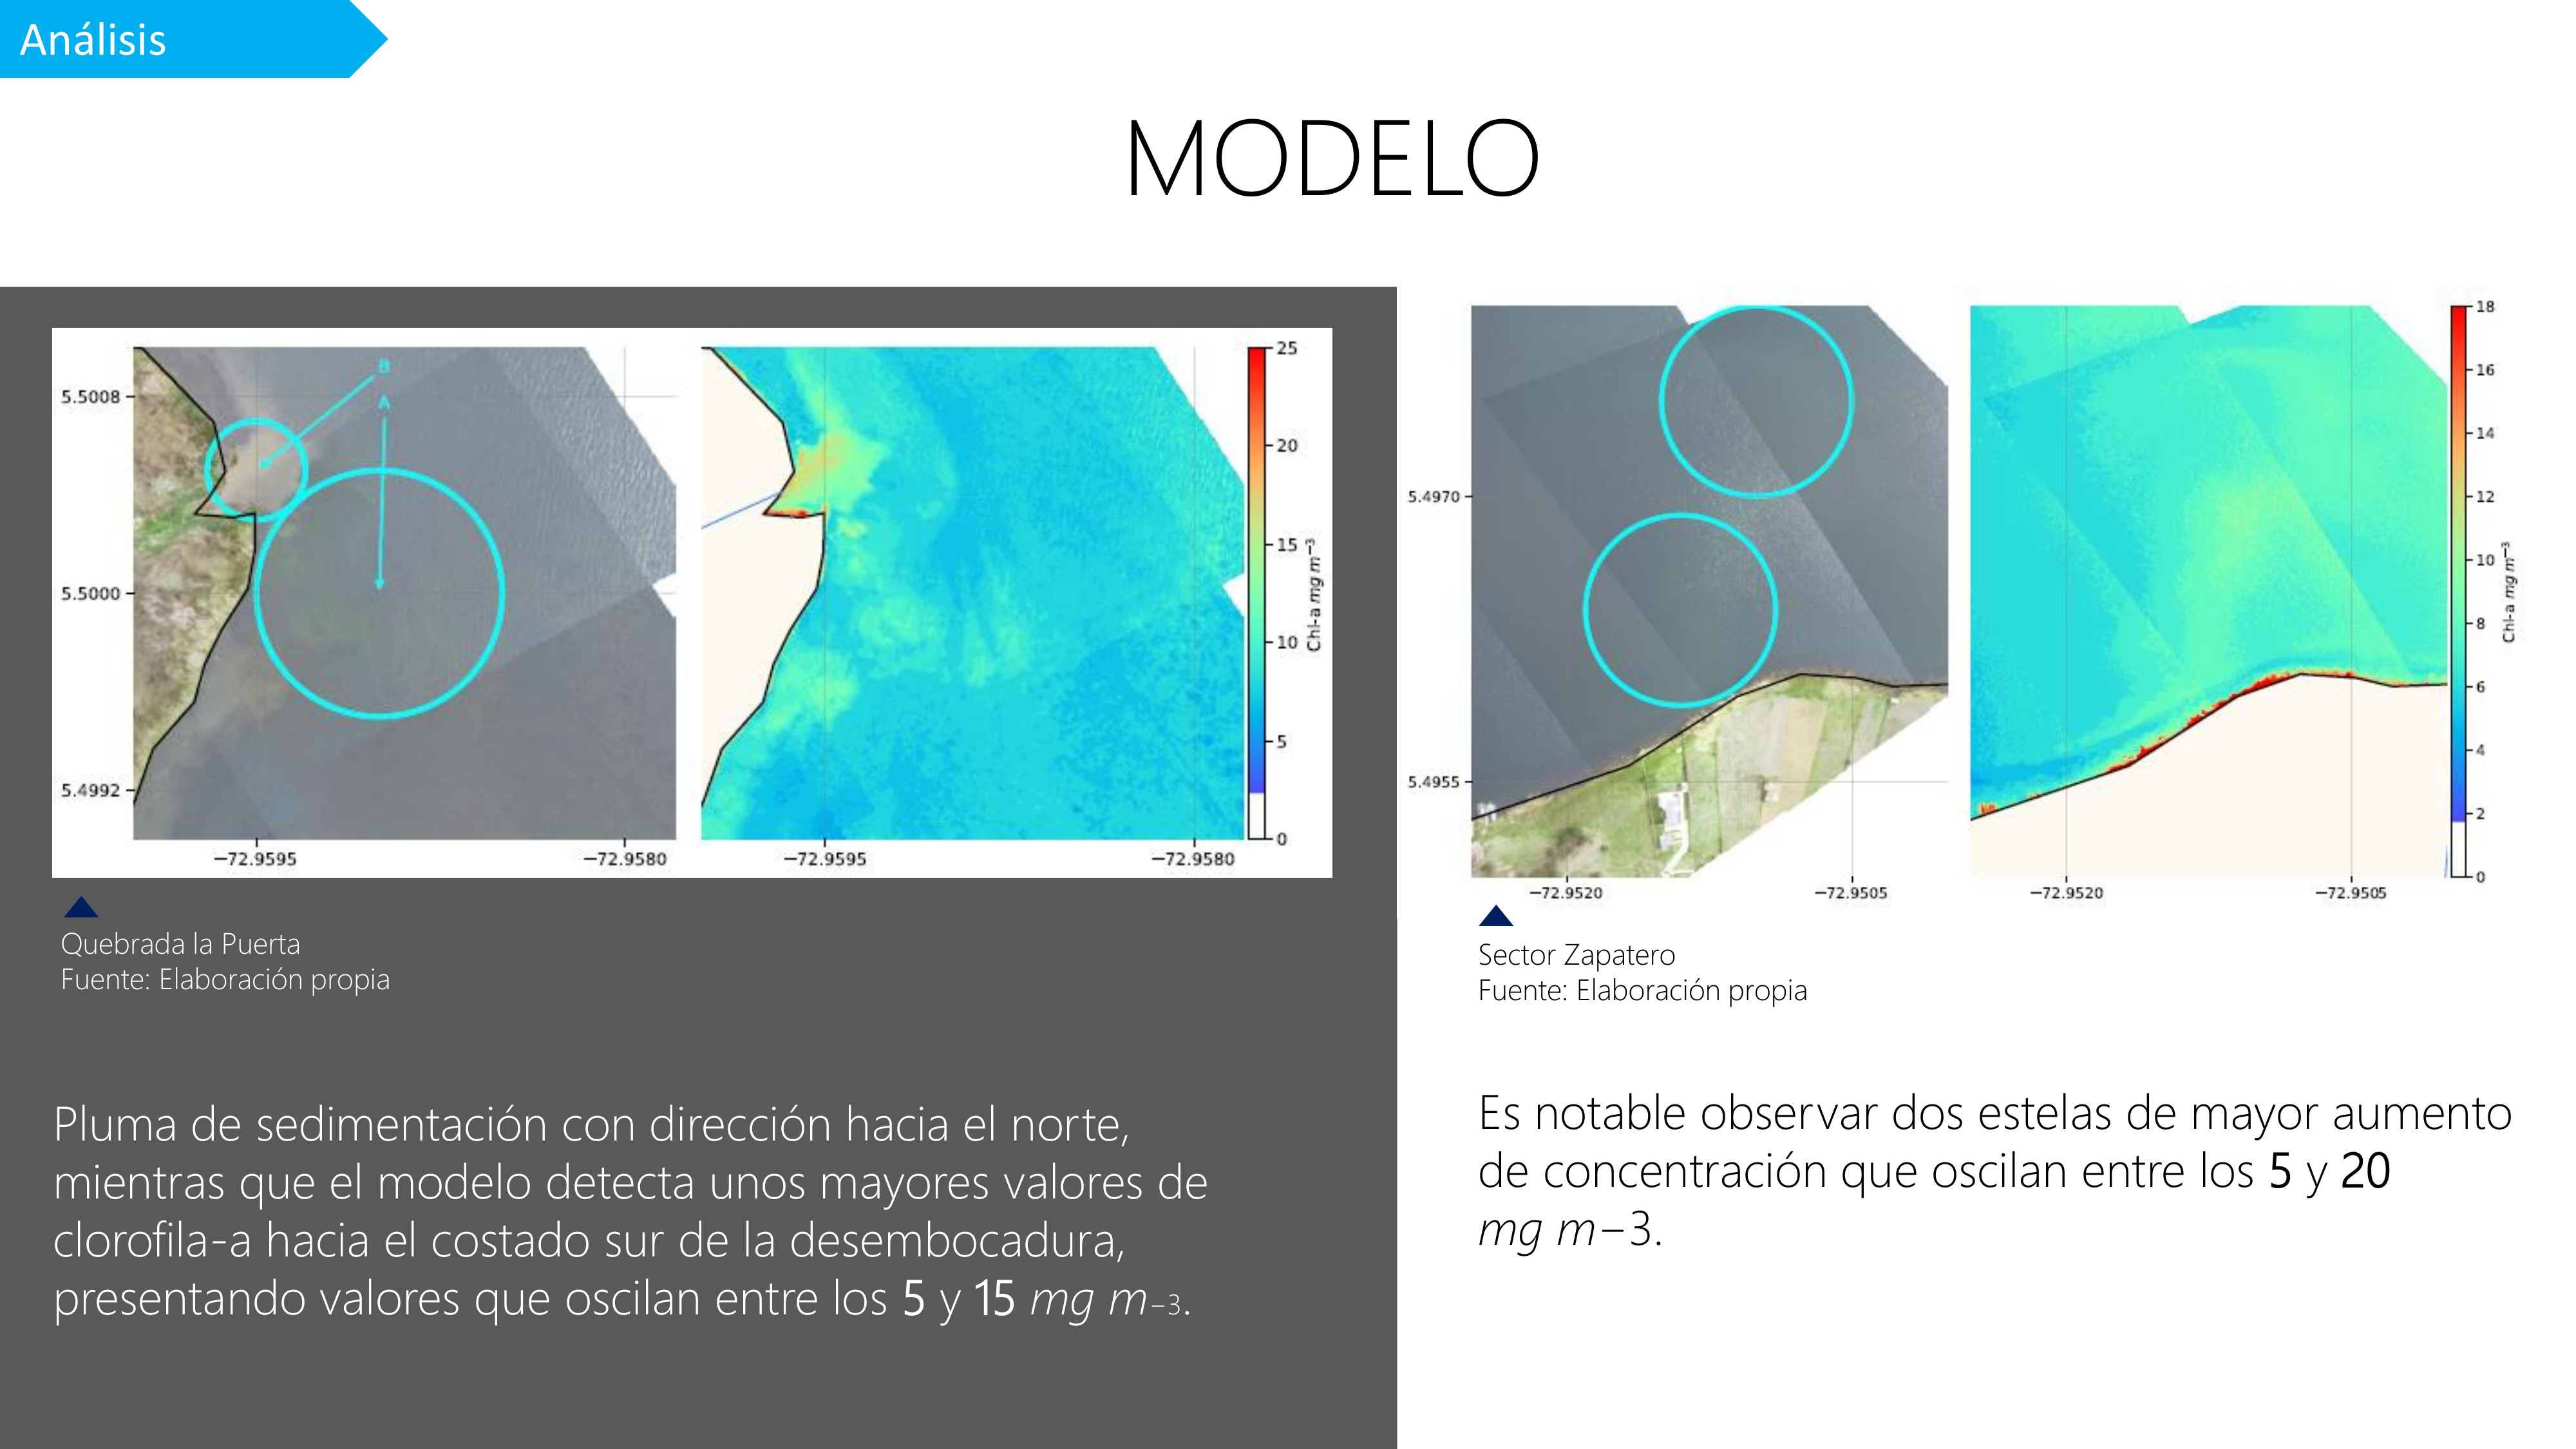 Análisis
MODELO
B
A
5.5008
5.5000
5.4992
−72.9595
−72.9580
−72.9595
−72.9580
25
20
15
10
5
0
Chl-a mg m⁻³
Quebrada la Puerta
Fuente: Elaboración propia
Pluma de sedimentación con dirección hacia el norte,
mientras que el modelo detecta unos mayores valores de
clorofila-a hacia el costado sur de la desembocadura,
presentando valores que oscilan entre los 5 y 15 mg m−3.
5.4970
5.4955
−72.9520
−72.9505
−72.9520
−72.9505
18
16
14
12
10
8
6
4
2
0
Chl-a mg m⁻³
Sector Zapatero
Fuente: Elaboración propia
Es notable observar dos estelas de mayor aumento
de concentración que oscilan entre los 5 y 20
mg m−3.